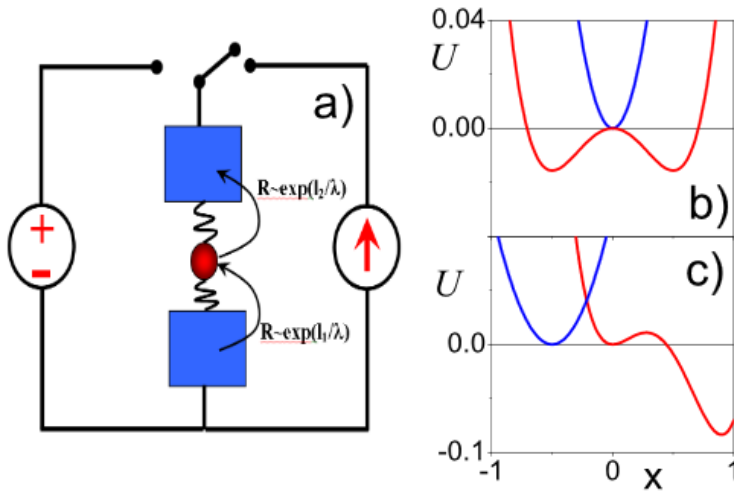 a)
R~exp(l₂/λ)
+
-
R~exp(l₁/λ)
0.04
U
0.00
b)
c)
U
0.0
-0.1
-1 0 x 1